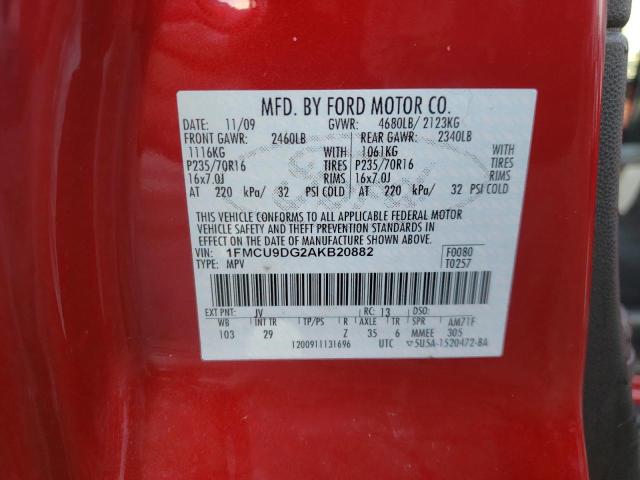 MFD. BY FORD MOTOR CO.
DATE: 11/09 GVWR: 4680LB/ 2123KG
FRONT GAWR: 2460LB REAR GAWR: 2340LB
1116KG WITH 1061KG WITH
P235/70R16 TIRES P235/70R16 TIRES
16x7.0J RIMS 16x7.0J RIMS
AT 220 kPa/ 32 PSI COLD AT 220 kPa/ 32 PSI COLD
THIS VEHICLE CONFORMS TO ALL APPLICABLE FEDERAL MOTOR
VEHICLE SAFETY AND THEFT PREVENTION STANDARDS IN
EFFECT ON THE DATE OF MANUFACTURE SHOWN ABOVE.
VIN: 1FMCU9DG2AKB20882 F0080
TYPE: MPV T0257
EXT PNT: JV RC: 13 DSO:
WB INT TR TP/PS R AXLE TR SPR AM71F
103 29 Z 35 6 MMEE 305
1200911131696 UTC ▽5U5A-1520472-BA